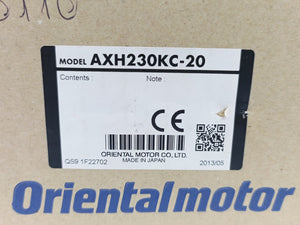 MODEL AXH230KC-20
Contents : Note :
CE
ORIENTAL MOTOR CO., LTD.
MADE IN JAPAN
QS9 1F22702 2013/05
Orientalmotor